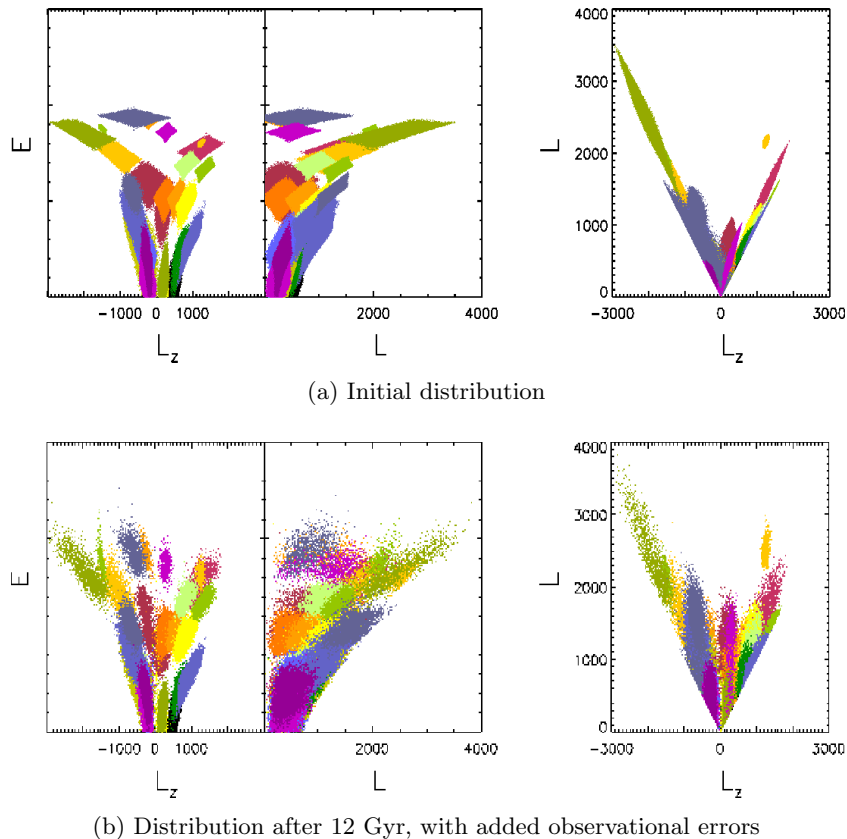 4000
3000
E
L
2000
1000
0
-1000 0 1000
2000 4000
-3000 0 3000
L_z
L
L_z
(a) Initial distribution
4000
3000
E
L
2000
1000
0
-1000 0 1000
2000 4000
-3000 0 3000
L_z
L
L_z
(b) Distribution after 12 Gyr, with added observational errors